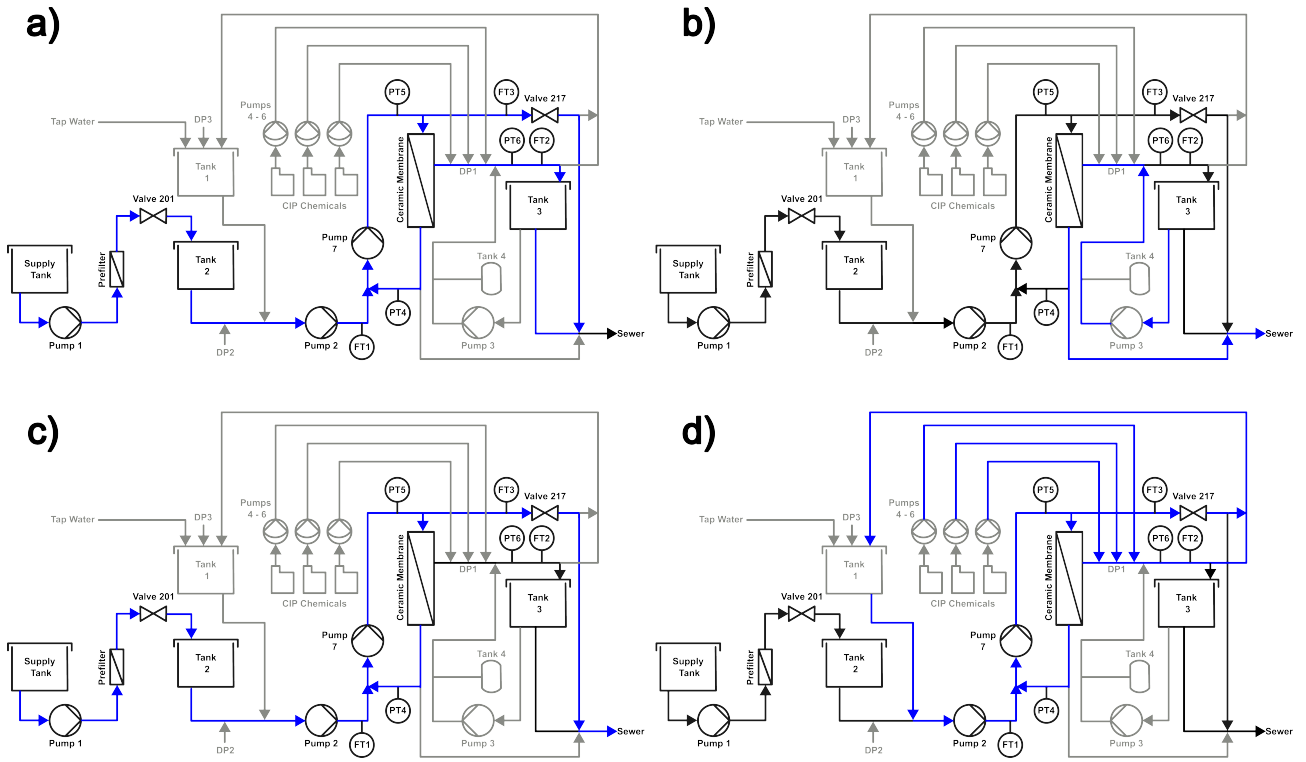 a)
PT5
FT3
Valve 217
Pumps
4 - 6
Tap Water
DP3
PT6
FT2
Tank
1
Ceramic Membrane
DP1
CIP Chemicals
Valve 201
Tank
3
Pump
7
Supply
Tank
Prefilter
Tank
2
Tank 4
PT4
Pump 1
DP2
Pump 2
FT1
Pump 3
Sewer
b)
PT5
FT3
Valve 217
Pumps
4 - 6
Tap Water
DP3
PT6
FT2
Tank
1
Ceramic Membrane
DP1
CIP Chemicals
Valve 201
Tank
3
Pump
7
Supply
Tank
Prefilter
Tank
2
Tank 4
PT4
Pump 1
DP2
Pump 2
FT1
Pump 3
Sewer
c)
PT5
FT3
Valve 217
Pumps
4 - 6
Tap Water
DP3
PT6
FT2
Tank
1
Ceramic Membrane
DP1
CIP Chemicals
Valve 201
Tank
3
Pump
7
Supply
Tank
Prefilter
Tank
2
Tank 4
PT4
Pump 1
DP2
Pump 2
FT1
Pump 3
Sewer
d)
PT5
FT3
Valve 217
Pumps
4 - 6
Tap Water
DP3
PT6
FT2
Tank
1
Ceramic Membrane
DP1
CIP Chemicals
Valve 201
Tank
3
Pump
7
Supply
Tank
Prefilter
Tank
2
Tank 4
PT4
Pump 1
DP2
Pump 2
FT1
Pump 3
Sewer